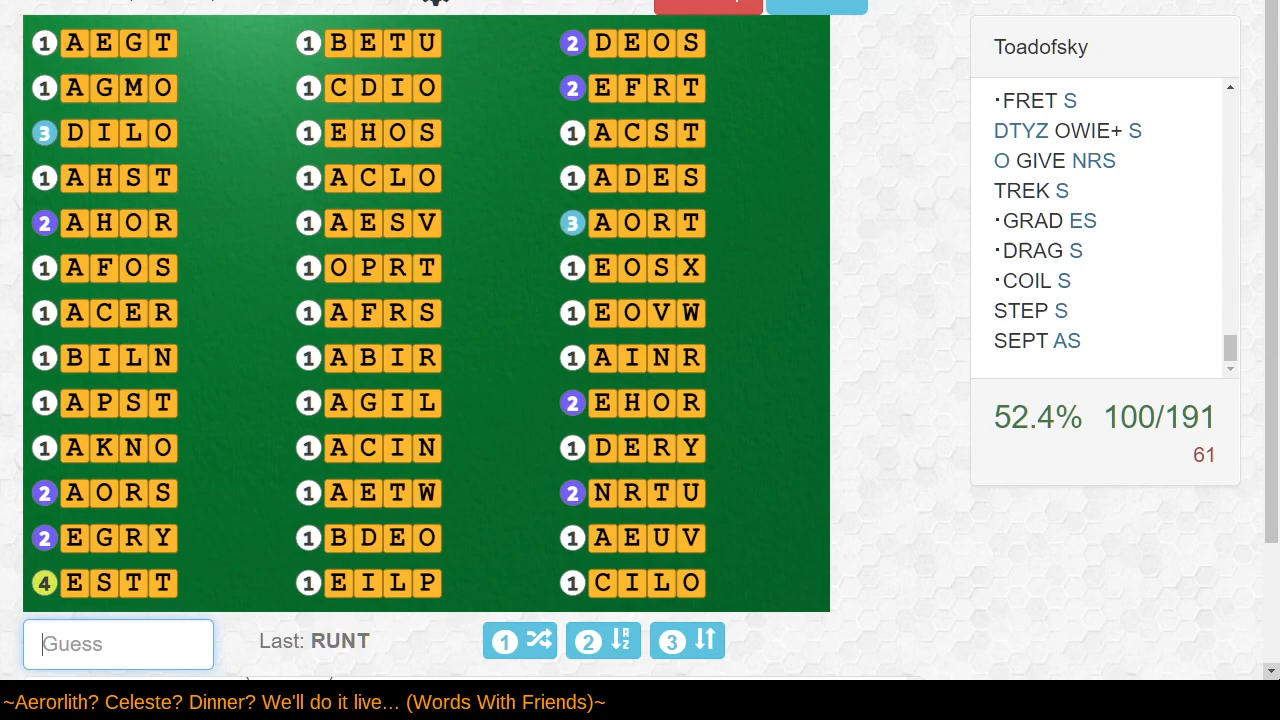 1 A E G T 1 B E T U 2 D E O S
1 A G M O 1 C D I O 2 E F R T
3 D I L O 1 E H O S 1 A C S T
1 A H S T 1 A C L O 1 A D E S
2 A H O R 1 A E S V 3 A O R T
1 A F O S 1 O P R T 1 E O S X
1 A C E R 1 A F R S 1 E O V W
1 B I L N 1 A B I R 1 A I N R
1 A P S T 1 A G I L 2 E H O R
1 A K N O 1 A C I N 1 D E R Y
2 A O R S 1 A E T W 2 N R T U
2 E G R Y 1 B D E O 1 A E U V
4 E S T T 1 E I L P 1 C I L O
Guess
Last: RUNT
1 2 A Z 3
Toadofsky
·FRET S
DTYZ OWIE+ S
O GIVE NRS
TREK S
·GRAD ES
·DRAG S
·COIL S
STEP S
SEPT AS
52.4% 100/191
61
~Aerorlith? Celeste? Dinner? We'll do it live... (Words With Friends)~